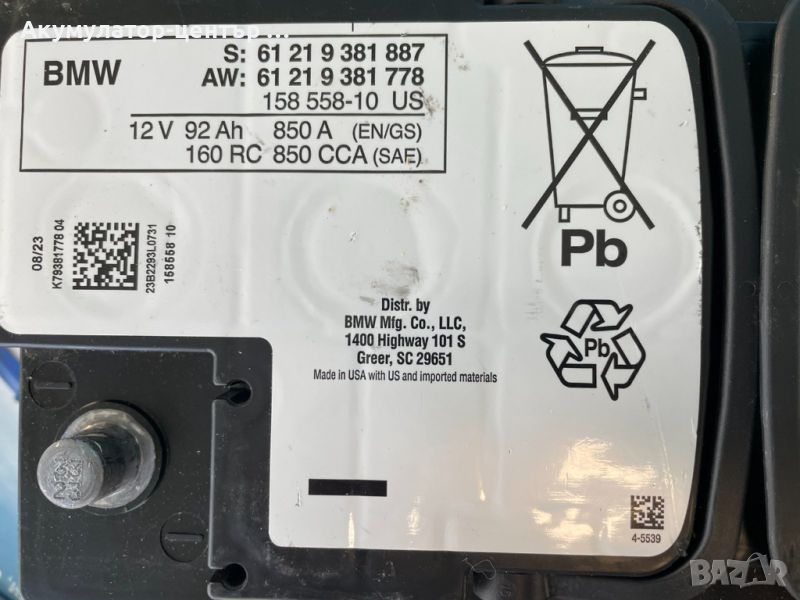 Акумулатор-център .
BMW
S: 61 21 9 381 887
AW: 61 21 9 381 778
158 558-10 US
12 V 92 Ah 850 A (EN/GS)
160 RC 850 CCA (SAE)
08/23
K79381778 04
23B2293L0731
158558 10
Pb
Distr. by
BMW Mfg. Co., LLC,
1400 Highway 101 S
Greer, SC 29651
Made in USA with US and imported materials
Pb
4-5539
BAZAR